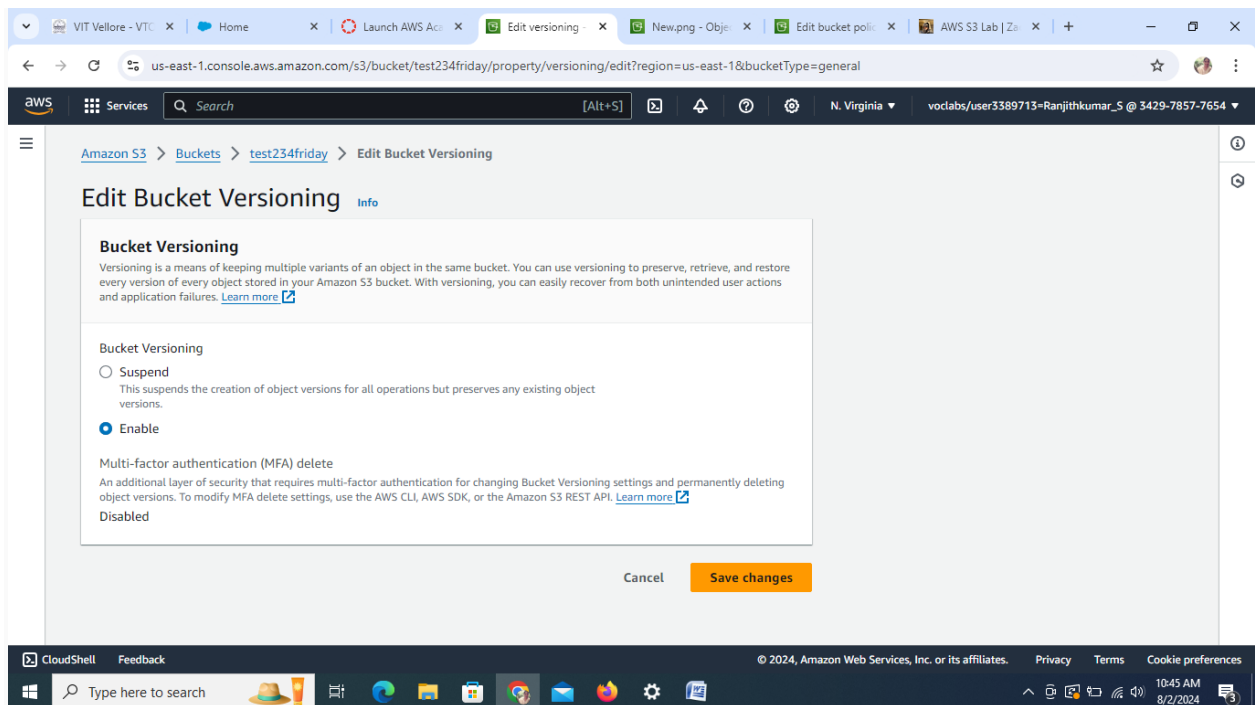 VIT Vellore - VTC
Home
Launch AWS Aca
Edit versioning -
New.png - Objec
Edit bucket polic
AWS S3 Lab | Za
us-east-1.console.aws.amazon.com/s3/bucket/test234friday/property/versioning/edit?region=us-east-1&bucketType=general
aws
Services
Search
[Alt+S]
N. Virginia
voclabs/user3389713=Ranjithkumar_S @ 3429-7857-7654
Amazon S3 > Buckets > test234friday > Edit Bucket Versioning
Edit Bucket Versioning Info
Bucket Versioning
Versioning is a means of keeping multiple variants of an object in the same bucket. You can use versioning to preserve, retrieve, and restore
every version of every object stored in your Amazon S3 bucket. With versioning, you can easily recover from both unintended user actions
and application failures. Learn more
Bucket Versioning
Suspend
This suspends the creation of object versions for all operations but preserves any existing object
versions.
Enable
Multi-factor authentication (MFA) delete
An additional layer of security that requires multi-factor authentication for changing Bucket Versioning settings and permanently deleting
object versions. To modify MFA delete settings, use the AWS CLI, AWS SDK, or the Amazon S3 REST API. Learn more
Disabled
Cancel
Save changes
CloudShell
Feedback
© 2024, Amazon Web Services, Inc. or its affiliates.
Privacy
Terms
Cookie preferences
Type here to search
10:45 AM
8/2/2024
3